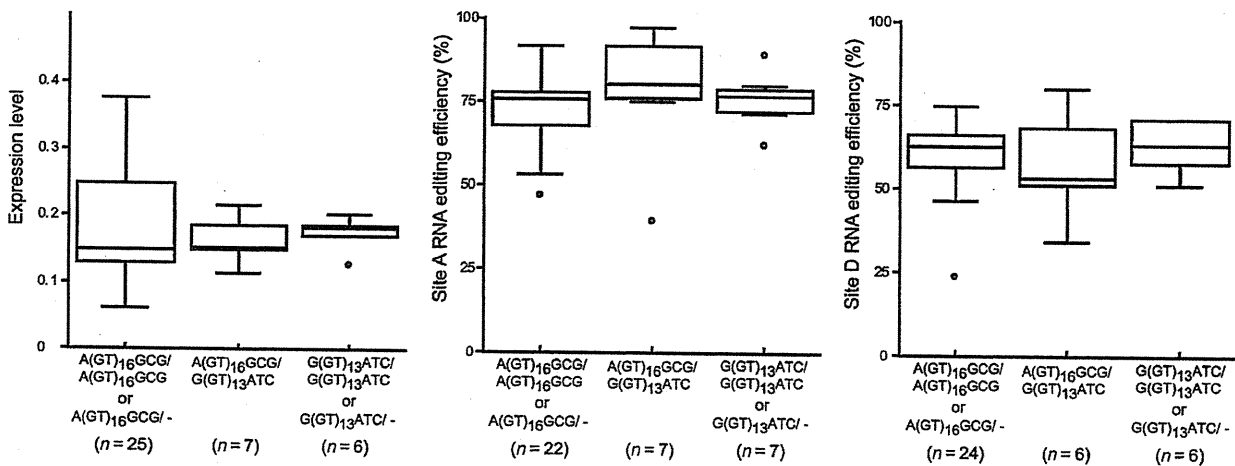 Expression level
0.4
0.3
0.2
0.1
0
A(GT)16GCG/
A(GT)16GCG
or
A(GT)16GCG/ -
(n=25)
A(GT)16GCG/
G(GT)13ATC
(n=7)
G(GT)13ATC/
G(GT)13ATC
or
G(GT)13ATC/ -
(n=6)
Site A RNA editing efficiency (%)
100
75
50
25
0
A(GT)16GCG/
A(GT)16GCG
or
A(GT)16GCG/ -
(n=22)
A(GT)16GCG/
G(GT)13ATC
(n=7)
G(GT)13ATC/
G(GT)13ATC
or
G(GT)13ATC/ -
(n=7)
Site D RNA editing efficiency (%)
100
75
50
25
0
A(GT)16GCG/
A(GT)16GCG
or
A(GT)16GCG/ -
(n=24)
A(GT)16GCG/
G(GT)13ATC
(n=6)
G(GT)13ATC/
G(GT)13ATC
or
G(GT)13ATC/ -
(n=6)